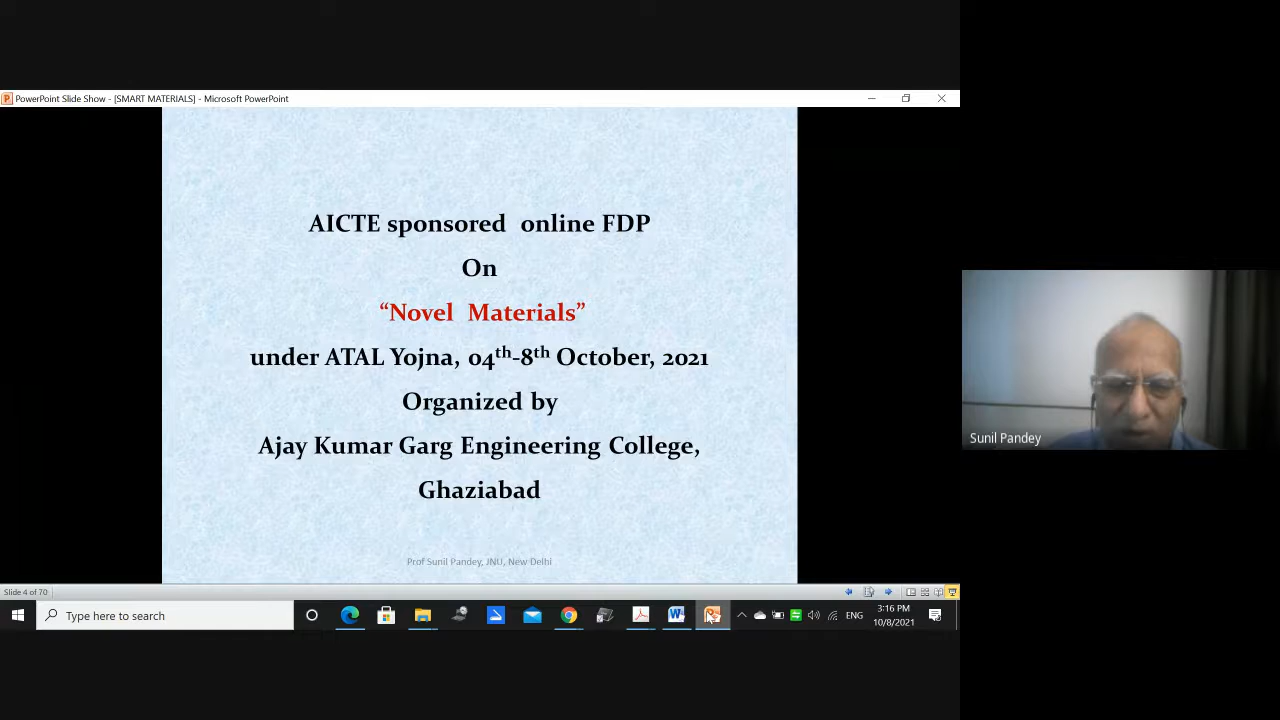 PowerPoint Slide Show - [SMART MATERIALS] - Microsoft PowerPoint
AICTE sponsored online FDP
On
“Novel Materials”
under ATAL Yojna, 04th-8th October, 2021
Organized by
Ajay Kumar Garg Engineering College,
Ghaziabad
Prof Sunil Pandey, JNU, New Delhi
Sunil Pandey
Slide 4 of 70
Type here to search
ENG
3:16 PM
10/8/2021